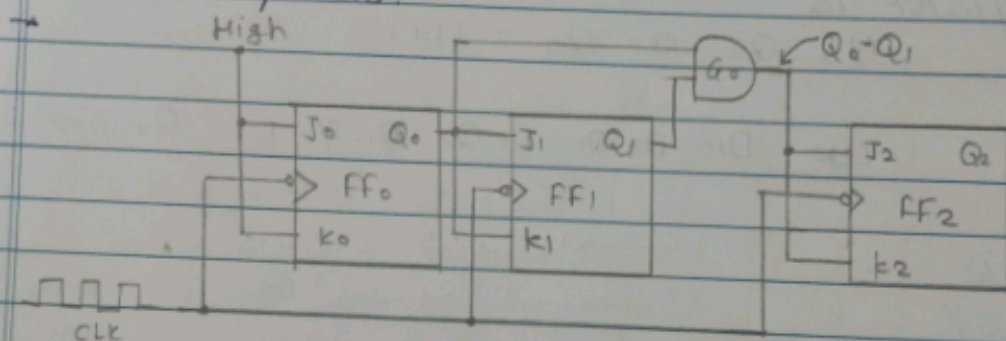 High
G₀
Q₀·Q₁
J₀ Q₀
J₁ Q₁
J₂ Q₂
FF₀
FF1
FF2
K₀
k1
k2
CLK